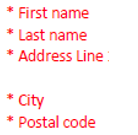 * First name
* Last name
* Address Line
* City
* Postal code